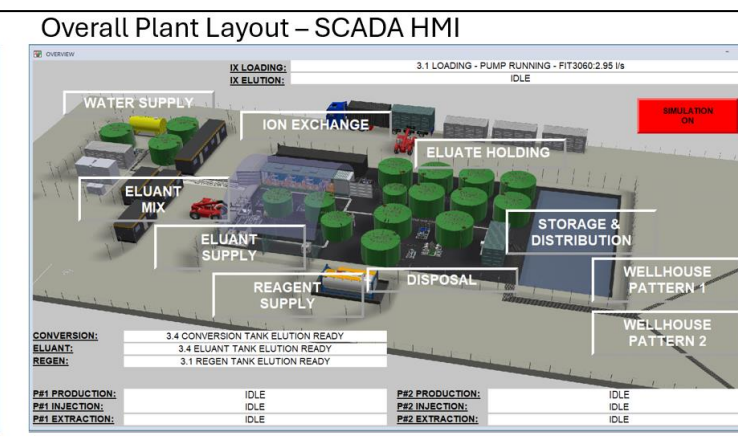 Overall Plant Layout – SCADA HMI
OVERVIEW
IX LOADING: 3.1 LOADING - PUMP RUNNING - FIT3060:2.95 l/s
IX ELUTION: IDLE
SIMULATION
ON
WATER SUPPLY
ION EXCHANGE
ELUATE HOLDING
ELUANT
MIX
STORAGE &
DISTRIBUTION
ELUANT
SUPPLY
REAGENT
SUPPLY
DISPOSAL
WELLHOUSE
PATTERN 1
WELLHOUSE
PATTERN 2
CONVERSION: 3.4 CONVERSION TANK ELUTION READY
ELUANT: 3.4 ELUANT TANK ELUTION READY
REGEN: 3.1 REGEN TANK ELUTION READY
P#1 PRODUCTION: IDLE P#2 PRODUCTION: IDLE
P#1 INJECTION: IDLE P#2 INJECTION: IDLE
P#1 EXTRACTION: IDLE P#2 EXTRACTION: IDLE